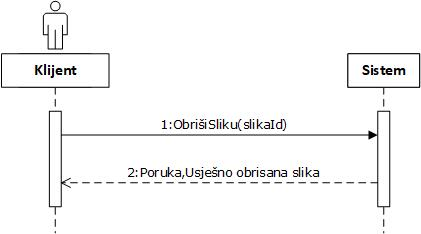 Klijent
Sistem
1:ObrišiSliku(slikaId)
2:Poruka,Usješno obrisana slika